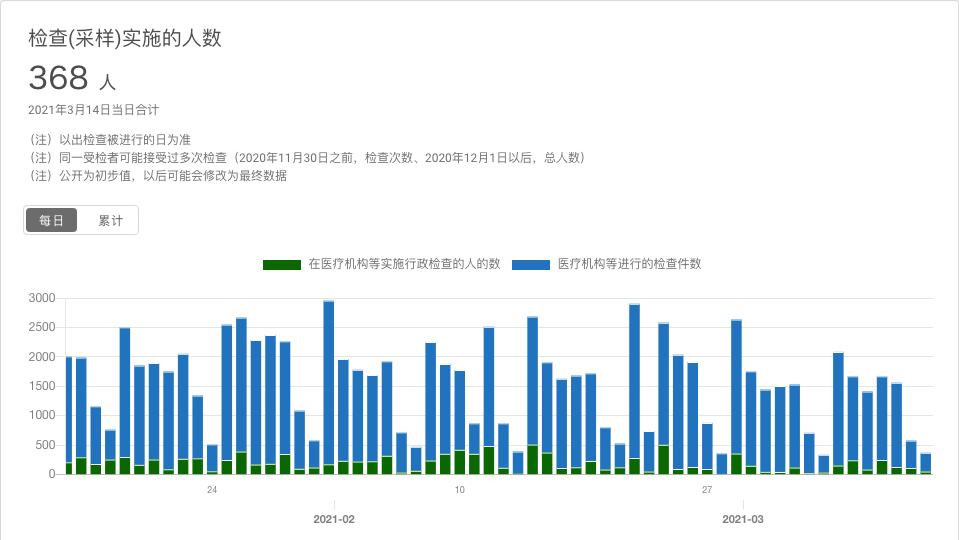 检查(采样)实施的人数
368 人
2021年3月14日当日合计
（注）以出检查被进行的日为准
（注）同一受检者可能接受过多次检查（2020年11月30日之前，检查次数、2020年12月1日以后，总人数）
（注）公开为初步值，以后可能会修改为最终数据
每日 累计
在医疗机构等实施行政检查的人的数 医疗机构等进行的检查件数
3000
2500
2000
1500
1000
500
0
24 10 27
2021-02 2021-03